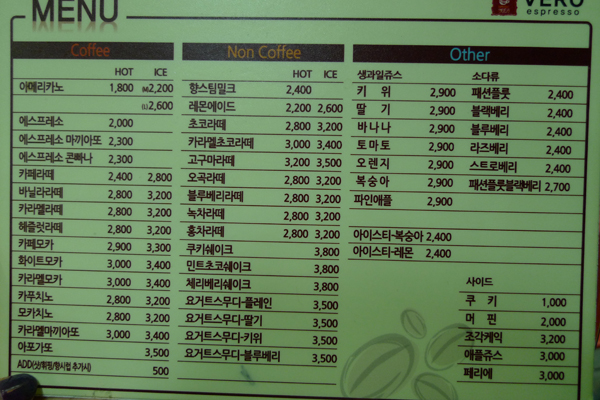 MENU
VERO
espresso
Coffee
HOT ICE
아메리카노 1,800 (M)2,200
(L)2,600
에스프레소 2,000
에스프레소 마끼아또 2,300
에스프레소 콘빠나 2,300
카페라떼 2,400 2,800
바닐라라떼 2,800 3,200
카라멜라떼 2,800 3,200
헤즐럿라떼 2,800 3,200
카페모카 2,900 3,300
화이트모카 3,000 3,400
카라멜모카 3,000 3,400
카푸치노 2,800 3,200
모카치노 2,800 3,200
카라멜마끼아또 3,000 3,400
아포가또 3,500
ADD(샷/휘핑/향시럽 추가시) 500
Non Coffee
HOT ICE
향스팀밀크 2,400
레몬에이드 2,200 2,600
초코라떼 2,800 3,200
카라멜초코라떼 3,000 3,400
고구마라떼 3,200 3,500
오곡라떼 2,800 3,200
블루베리라떼 2,800 3,200
녹차라떼 2,800 3,200
홍차라떼 2,800 3,200
쿠키쉐이크 3,800
민트초코쉐이크 3,800
체리베리쉐이크 3,800
요거트스무디-플레인 3,500
요거트스무디-딸기 3,500
요거트스무디-키위 3,500
요거트스무디-블루베리 3,500
Other
생과일쥬스
키 위 2,900
딸 기 2,900
바 나 나 2,900
토 마 토 2,900
오 렌 지 2,900
복 숭 아 2,900
파인애플 2,900
아이스티-복숭아 2,400
아이스티-레몬 2,400
소다류
패션플룻 2,400
블랙베리 2,400
블루베리 2,400
라즈베리 2,400
스트로베리 2,400
패션플룻블랙베리 2,700
사이드
쿠 키 1,000
머 핀 2,000
조각케익 3,200
애플쥬스 3,000
페리에 3,000